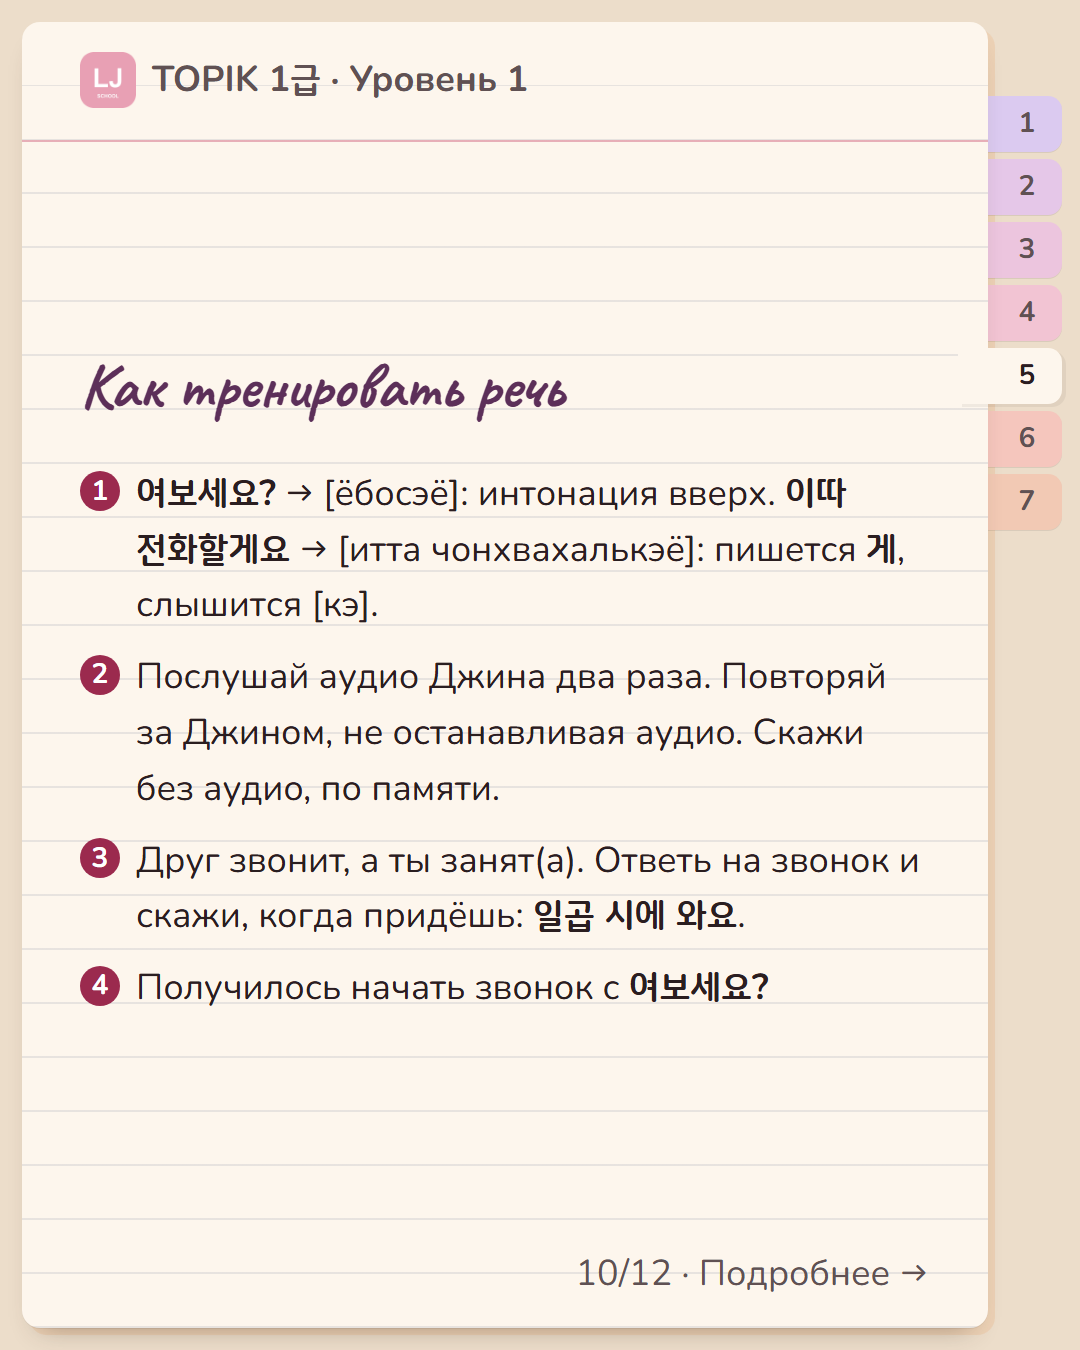 LJ
SCHOOL
TOPIK 1급 · Уровень 1
1
2
3
4
5
6
7
Как тренировать речь
1 여보세요? → [ёбосэё]: интонация вверх. 이따
전화할게요 → [итта чонхвахалькэё]: пишется 게,
слышится [кэ].
2 Послушай аудио Джина два раза. Повторяй
за Джином, не останавливая аудио. Скажи
без аудио, по памяти.
3 Друг звонит, а ты занят(а). Ответь на звонок и
скажи, когда придёшь: 일곱 시에 와요.
4 Получилось начать звонок с 여보세요?
10/12 · Подробнее →